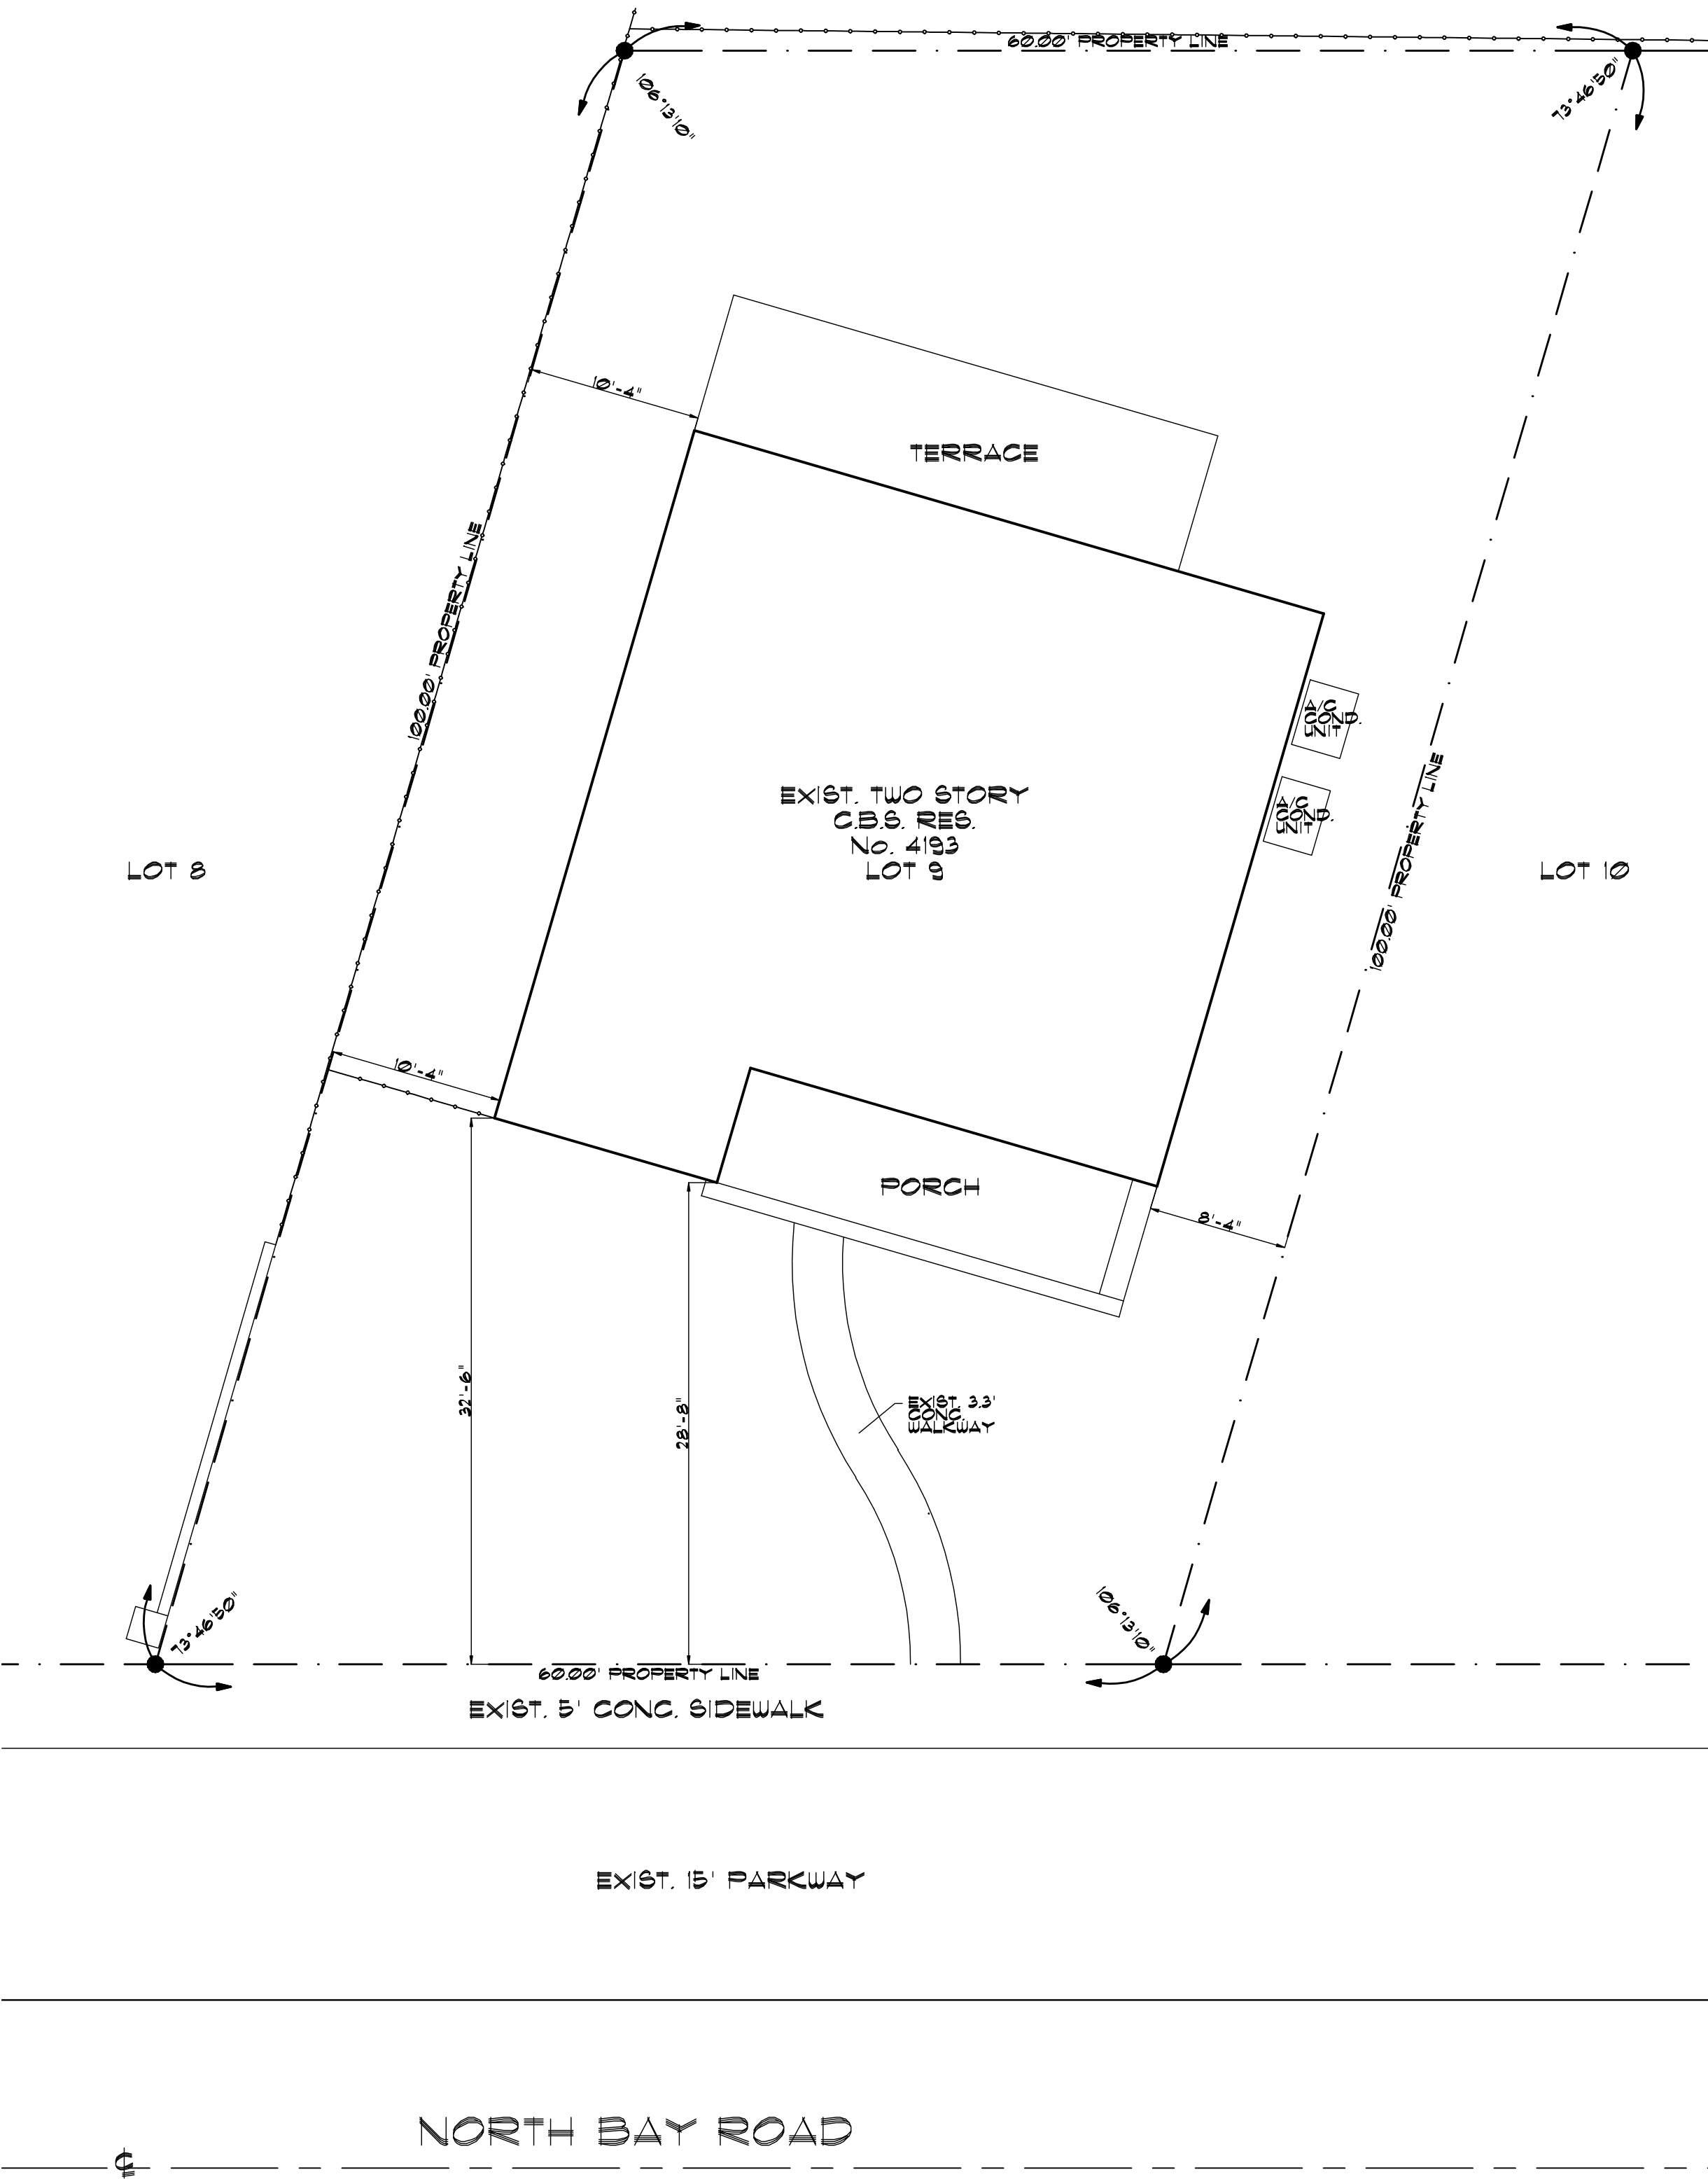 60.00' PROPERTY LINE
106°13'10"
73°46'50"
10'-4"
TERRACE
100.00' PROPERTY LINE
A/C
COND.
UNIT
A/C
COND.
UNIT
EXIST. TWO STORY
C.B.S. RES.
No. 4193
LOT 9
LOT 8
LOT 10
100.00' PROPERTY LINE
10'-4"
PORCH
8'-4"
32'-6"
28'-8"
EXIST. 3.3'
CONC.
WALKWAY
73°46'50"
106°13'10"
60.00' PROPERTY LINE
EXIST. 5' CONC. SIDEWALK
EXIST. 15' PARKWAY
NORTH BAY ROAD
℄